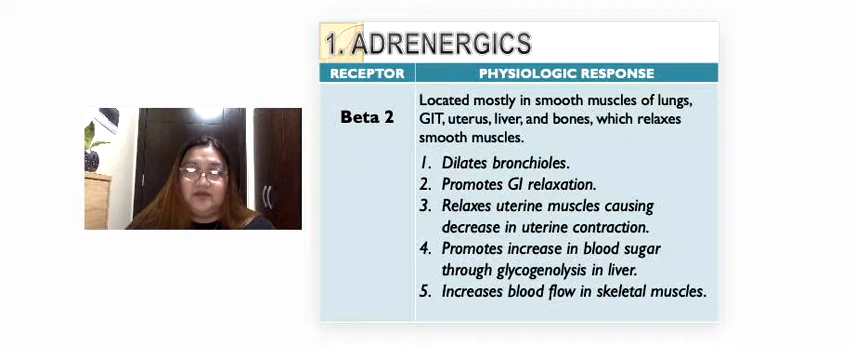 1. ADRENERGICS
RECEPTOR PHYSIOLOGIC RESPONSE
Beta 2
Located mostly in smooth muscles of lungs,
GIT, uterus, liver, and bones, which relaxes
smooth muscles.
1. Dilates bronchioles.
2. Promotes GI relaxation.
3. Relaxes uterine muscles causing
decrease in uterine contraction.
4. Promotes increase in blood sugar
through glycogenolysis in liver.
5. Increases blood flow in skeletal muscles.